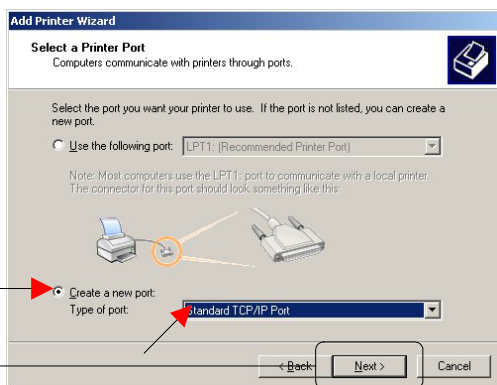 Add Printer Wizard
Select a Printer Port
Computers communicate with printers through ports.
Select the port you want your printer to use. If the port is not listed, you can create a
new port.
Use the following port: LPT1: (Recommended Printer Port)
Note: Most computers use the LPT1: port to communicate with a local printer.
The connector for this port should look something like this:
Create a new port:
Type of port: Standard TCP/IP Port
< Back Next > Cancel